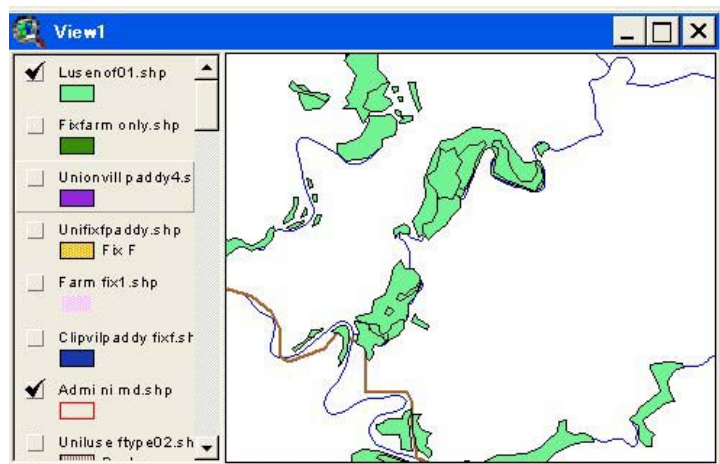 View1
Lusenof01.shp
Fixfarm only.shp
Unionvill paddy4.s
Unifixfpaddy.shp
Fix F
Farm fix1.shp
Clipvilpaddy fixf.sh
Admini md.shp
Uniluse ftype02.sh